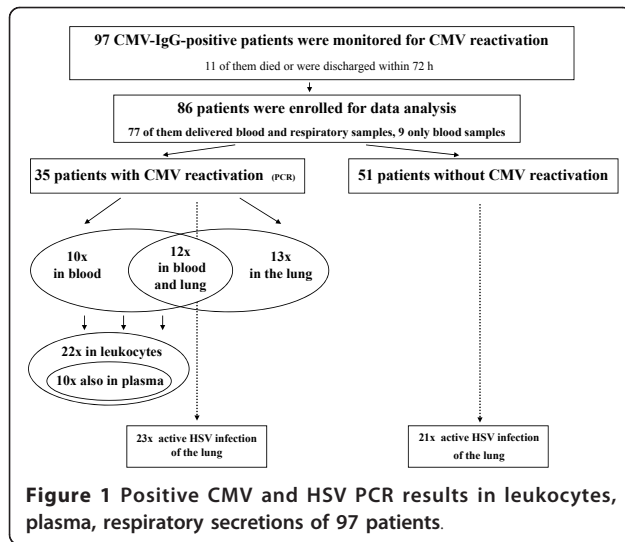 97 CMV-IgG-positive patients were monitored for CMV reactivation
11 of them died or were discharged within 72 h
86 patients were enrolled for data analysis
77 of them delivered blood and respiratory samples, 9 only blood samples
35 patients with CMV reactivation (PCR)
51 patients without CMV reactivation
10x
in blood
12x
in blood
and lung
13x
in the lung
22x in leukocytes
10x also in plasma
23x active HSV infection
of the lung
21x active HSV infection
of the lung
Figure 1 Positive CMV and HSV PCR results in leukocytes,
plasma, respiratory secretions of 97 patients.